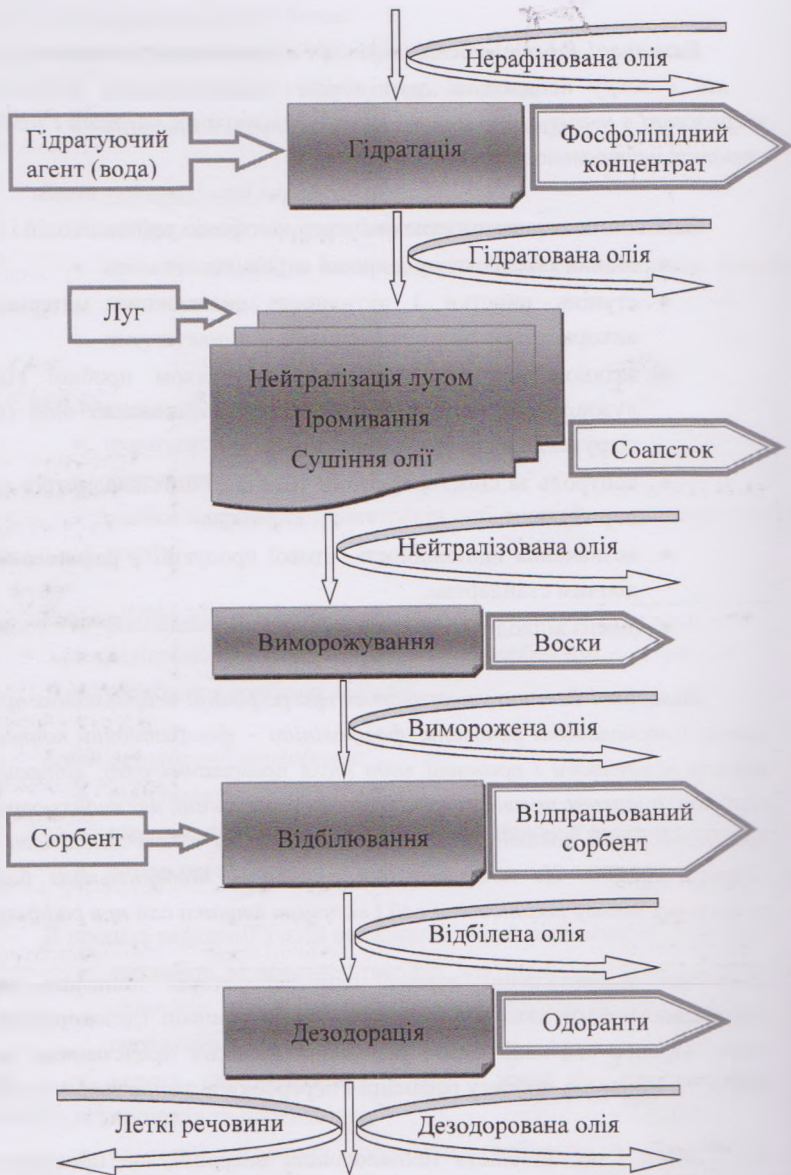 Нерафінована олія
Гідратуючий
агент (вода)
Гідратація
Фосфоліпідний
концентрат
Гідратована олія
Луг
Нейтралізація лугом
Промивання
Сушіння олії
Соапсток
Нейтралізована олія
Виморожування
Воски
Виморожена олія
Сорбент
Відбілювання
Відпрацьований
сорбент
Відбілена олія
Дезодорація
Одоранти
Леткі речовини
Дезодорована олія